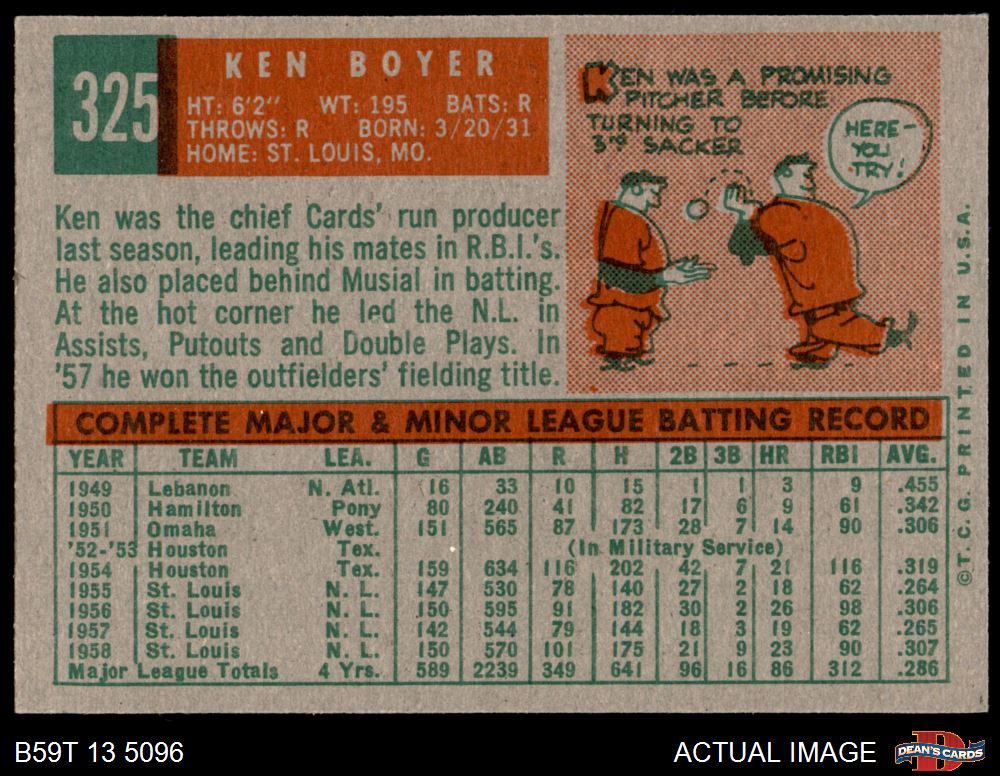 325
KEN BOYER
HT: 6'2" WT: 195 BATS: R
THROWS: R BORN: 3/20/31
HOME: ST. LOUIS, MO.
KEN WAS A PROMISING
PITCHER BEFORE
TURNING TO
3RD SACKER
HERE-
YOU
TRY!
Ken was the chief Cards' run producer
last season, leading his mates in R.B.I.'s.
He also placed behind Musial in batting.
At the hot corner he led the N.L. in
Assists, Putouts and Double Plays. In
'57 he won the outfielders' fielding title.
COMPLETE MAJOR & MINOR LEAGUE BATTING RECORD
YEAR TEAM LEA. G AB R H 2B 3B HR RBI AVG.
1949 Lebanon N. Atl. 16 33 10 15 1 1 3 9 .455
1950 Hamilton Pony 80 240 41 82 17 6 9 61 .342
1951 Omaha West. 151 565 87 173 28 7 14 90 .306
'52-'53 Houston Tex. (In Military Service)
1954 Houston Tex. 159 634 116 202 42 7 21 116 .319
1955 St. Louis N. L. 147 530 78 140 27 2 18 62 .264
1956 St. Louis N. L. 150 595 91 182 30 2 26 98 .306
1957 St. Louis N. L. 142 544 79 144 18 3 19 62 .265
1958 St. Louis N. L. 150 570 101 175 21 9 23 90 .307
Major League Totals 4 Yrs. 589 2239 349 641 96 16 86 312 .286
©T.C.G. PRINTED IN U.S.A.
B59T 13 5096
ACTUAL IMAGE
DEAN'S CARDS